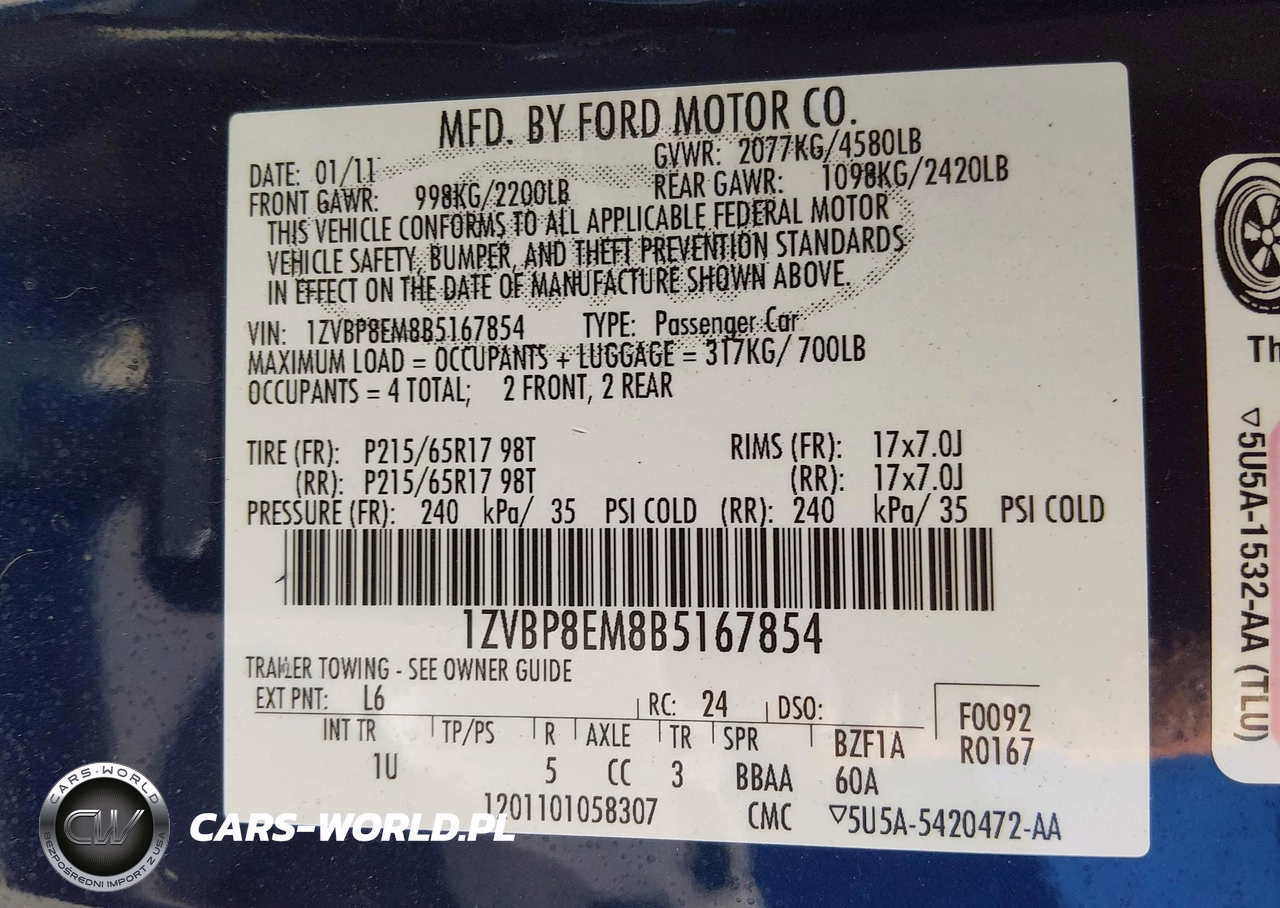 MFD. BY FORD MOTOR CO.
DATE: 01/11
GVWR: 2077KG/4580LB
FRONT GAWR: 998KG/2200LB
REAR GAWR: 1098KG/2420LB
THIS VEHICLE CONFORMS TO ALL APPLICABLE FEDERAL MOTOR
VEHICLE SAFETY, BUMPER, AND THEFT PREVENTION STANDARDS
IN EFFECT ON THE DATE OF MANUFACTURE SHOWN ABOVE.
VIN: 1ZVBP8EM8B5167854 TYPE: Passenger Car
MAXIMUM LOAD = OCCUPANTS + LUGGAGE = 317KG/ 700LB
OCCUPANTS = 4 TOTAL; 2 FRONT, 2 REAR
TIRE (FR): P215/65R17 98T RIMS (FR): 17x7.0J
(RR): P215/65R17 98T (RR): 17x7.0J
PRESSURE (FR): 240 kPa/ 35 PSI COLD (RR): 240 kPa/ 35 PSI COLD
1ZVBP8EM8B5167854
TRAILER TOWING - SEE OWNER GUIDE
EXT PNT: L6 RC: 24 DSO:
F0092
R0167
INT TR TP/PS R AXLE TR SPR BZF1A
1U 5 CC 3 BBAA 60A
1201101058307 CMC ▽5U5A-5420472-AA
Th
▽5U5A-1532-AA (TLU)
CARS-WORLD
CW
BEZPOŚREDNI IMPORT Z USA
CARS-WORLD.PL